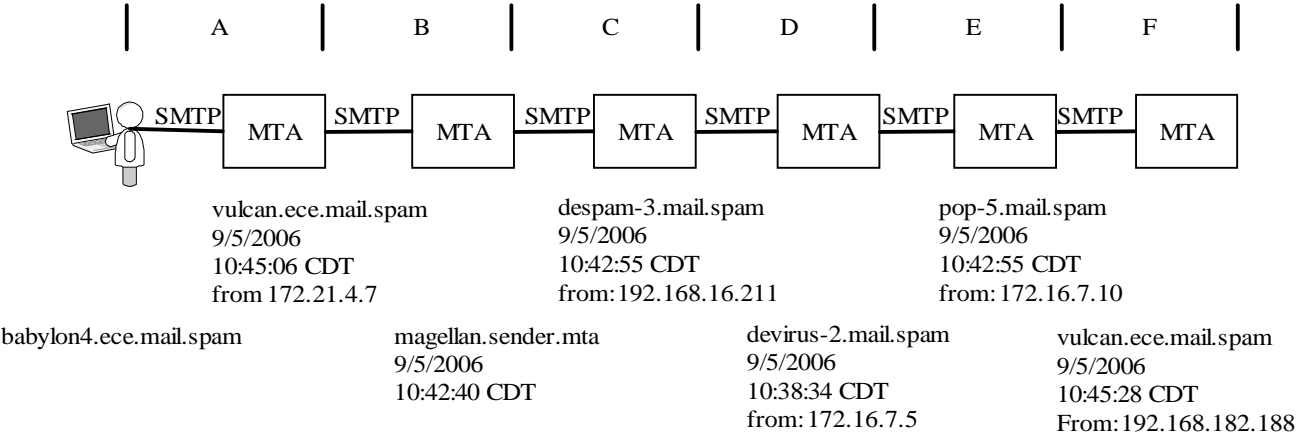 A B C D E F
SMTP SMTP SMTP SMTP SMTP SMTP
MTA MTA MTA MTA MTA MTA
vulcan.ece.mail.spam
9/5/2006
10:45:06 CDT
from 172.21.4.7
despam-3.mail.spam
9/5/2006
10:42:55 CDT
from:192.168.16.211
pop-5.mail.spam
9/5/2006
10:42:55 CDT
from:172.16.7.10
babylon4.ece.mail.spam
magellan.sender.mta
9/5/2006
10:42:40 CDT
devirus-2.mail.spam
9/5/2006
10:38:34 CDT
from:172.16.7.5
vulcan.ece.mail.spam
9/5/2006
10:45:28 CDT
From:192.168.182.188